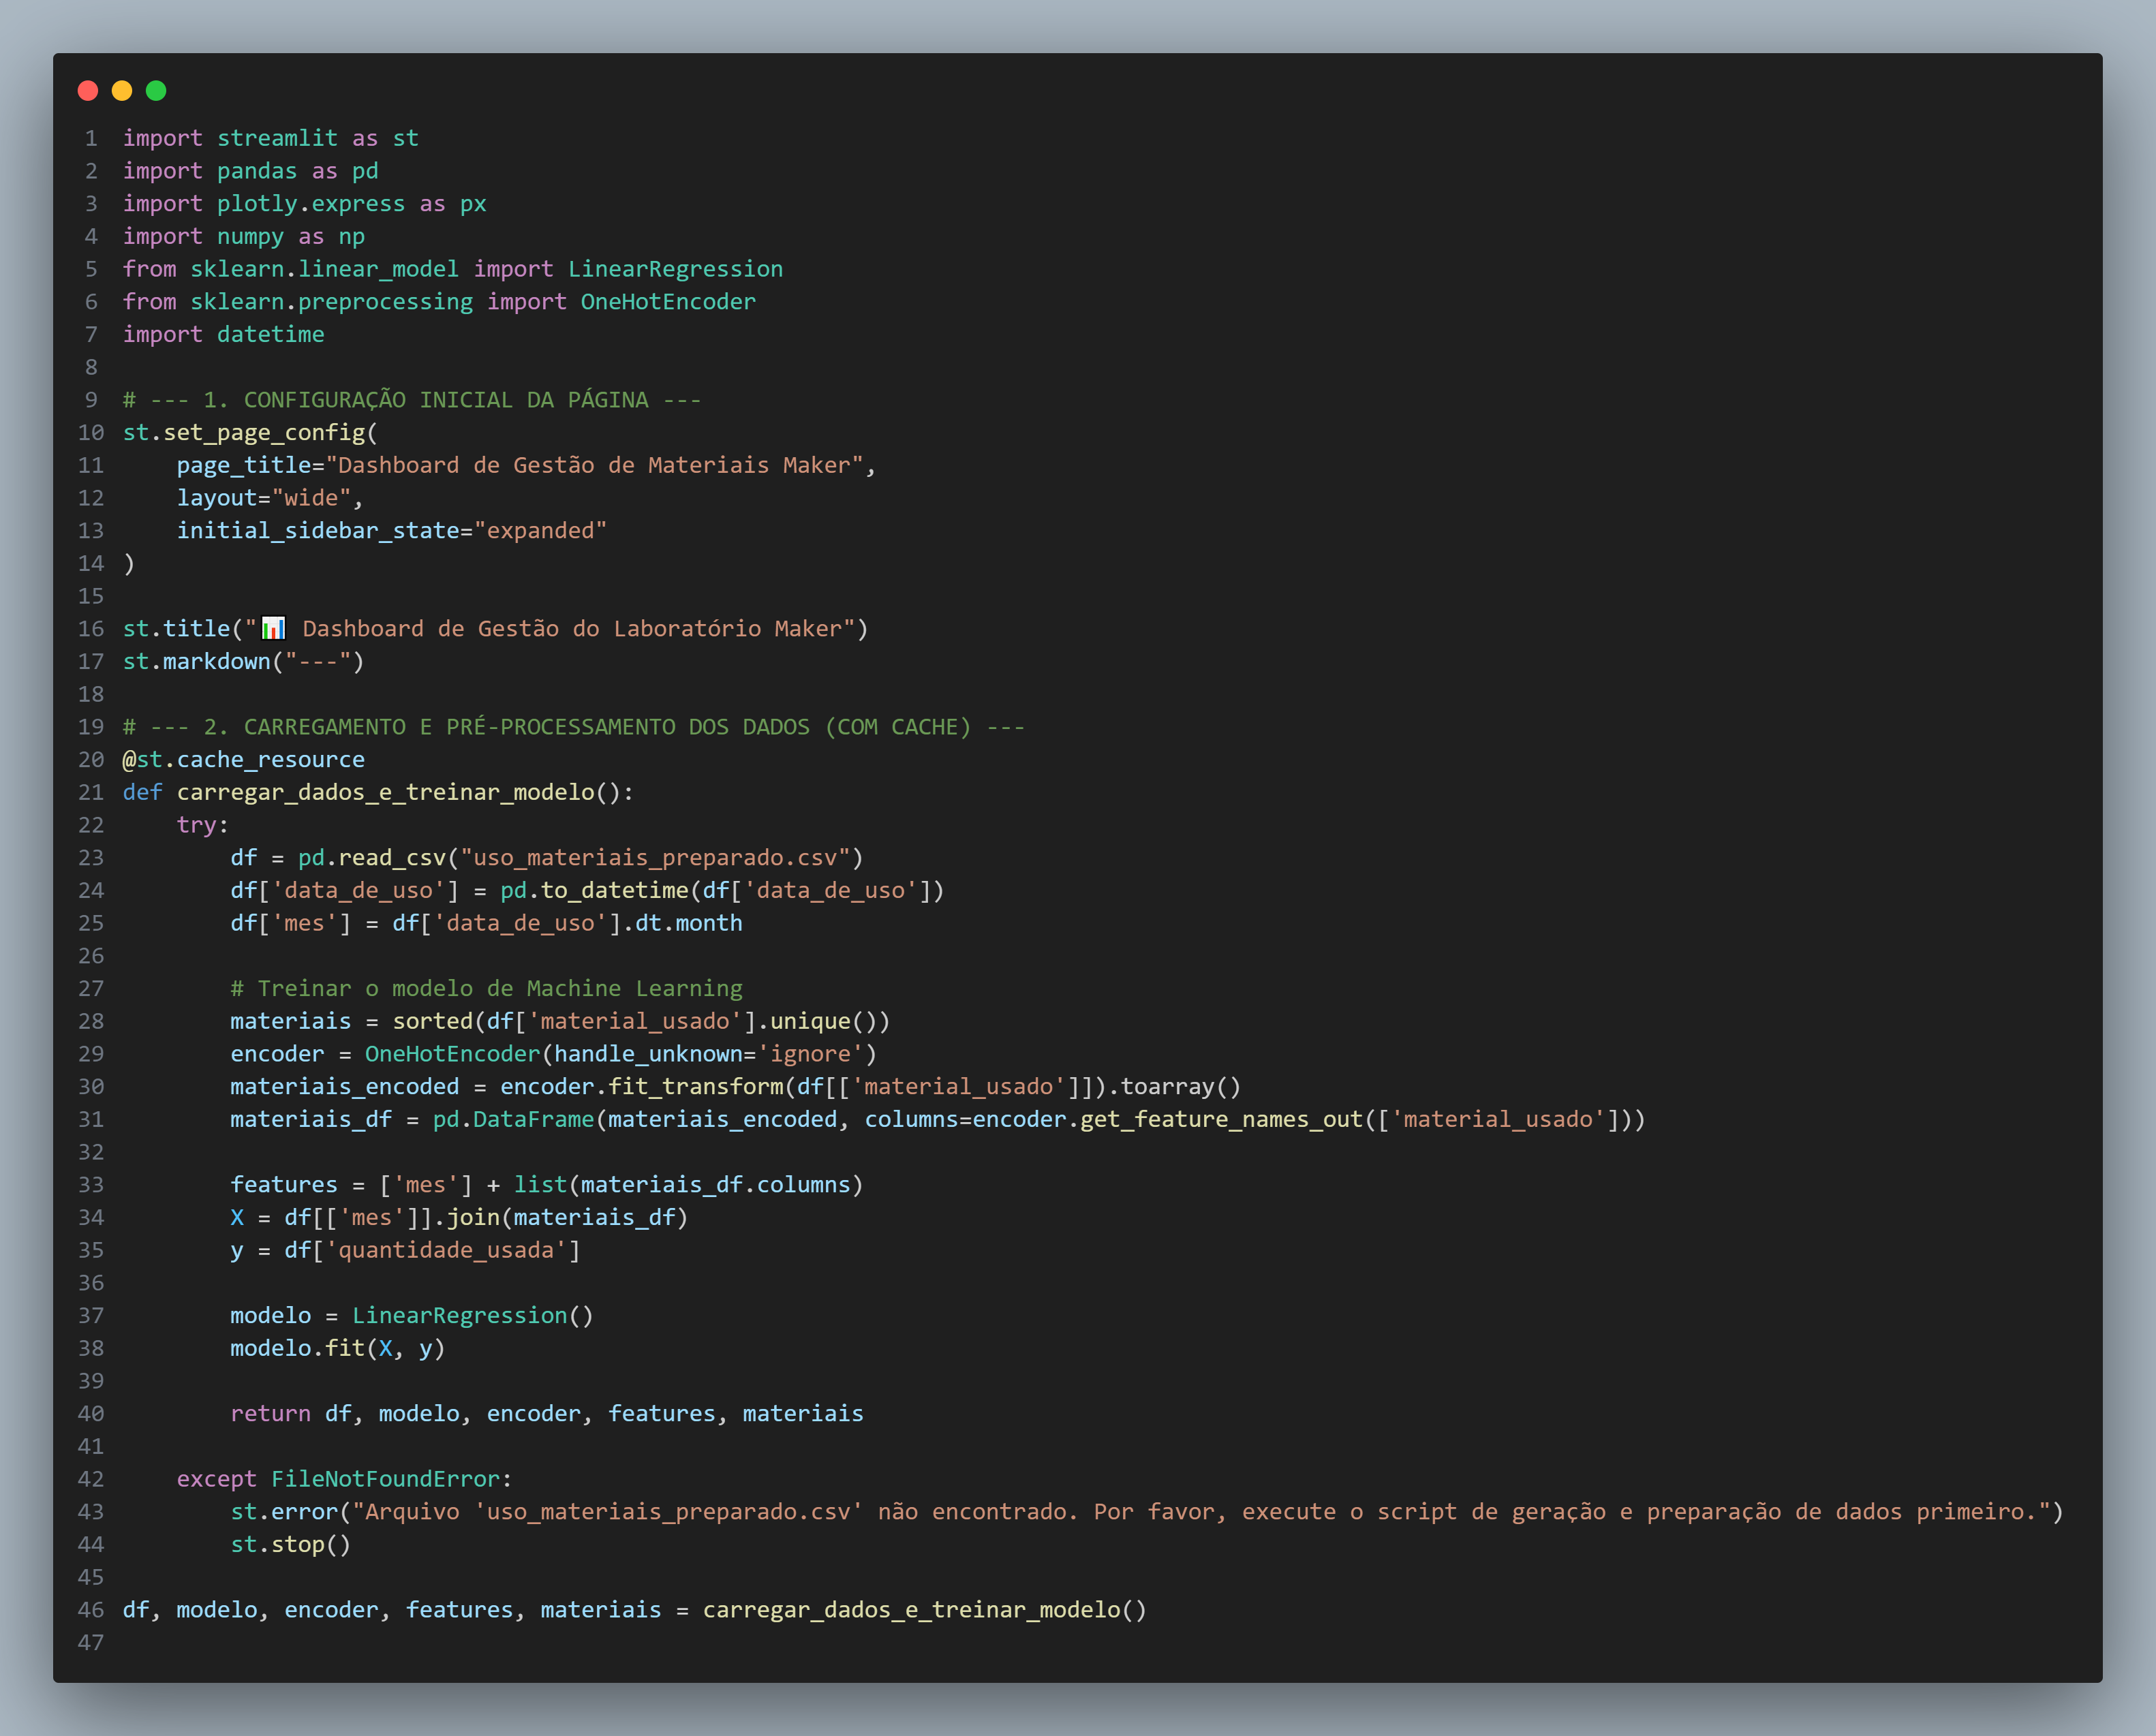 1 import streamlit as st
2 import pandas as pd
3 import plotly.express as px
4 import numpy as np
5 from sklearn.linear_model import LinearRegression
6 from sklearn.preprocessing import OneHotEncoder
7 import datetime
8
9 # --- 1. CONFIGURAÇÃO INICIAL DA PÁGINA ---
10 st.set_page_config(
11     page_title="Dashboard de Gestão de Materiais Maker",
12     layout="wide",
13     initial_sidebar_state="expanded"
14 )
15
16 st.title("📊 Dashboard de Gestão do Laboratório Maker")
17 st.markdown("---")
18
19 # --- 2. CARREGAMENTO E PRÉ-PROCESSAMENTO DOS DADOS (COM CACHE) ---
20 @st.cache_resource
21 def carregar_dados_e_treinar_modelo():
22     try:
23         df = pd.read_csv("uso_materiais_preparado.csv")
24         df['data_de_uso'] = pd.to_datetime(df['data_de_uso'])
25         df['mes'] = df['data_de_uso'].dt.month
26
27         # Treinar o modelo de Machine Learning
28         materiais = sorted(df['material_usado'].unique())
29         encoder = OneHotEncoder(handle_unknown='ignore')
30         materiais_encoded = encoder.fit_transform(df[['material_usado']]).toarray()
31         materiais_df = pd.DataFrame(materiais_encoded, columns=encoder.get_feature_names_out(['material_usado']))
32
33         features = ['mes'] + list(materiais_df.columns)
34         X = df[['mes']].join(materiais_df)
35         y = df['quantidade_usada']
36
37         modelo = LinearRegression()
38         modelo.fit(X, y)
39
40         return df, modelo, encoder, features, materiais
41
42     except FileNotFoundError:
43         st.error("Arquivo 'uso_materiais_preparado.csv' não encontrado. Por favor, execute o script de geração e preparação de dados primeiro.")
44         st.stop()
45
46 df, modelo, encoder, features, materiais = carregar_dados_e_treinar_modelo()
47